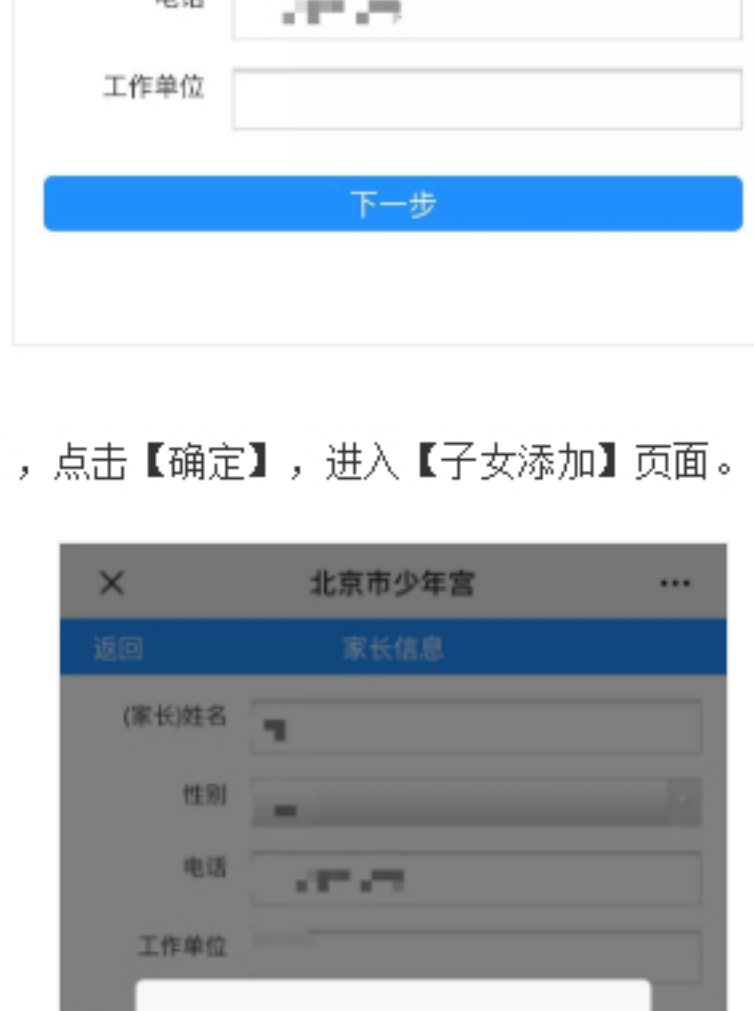 电话
工作单位
下一步
，点击【确定】，进入【子女添加】页面。
北京市少年宫
返回 家长信息
(家长)姓名
性别
电话
工作单位